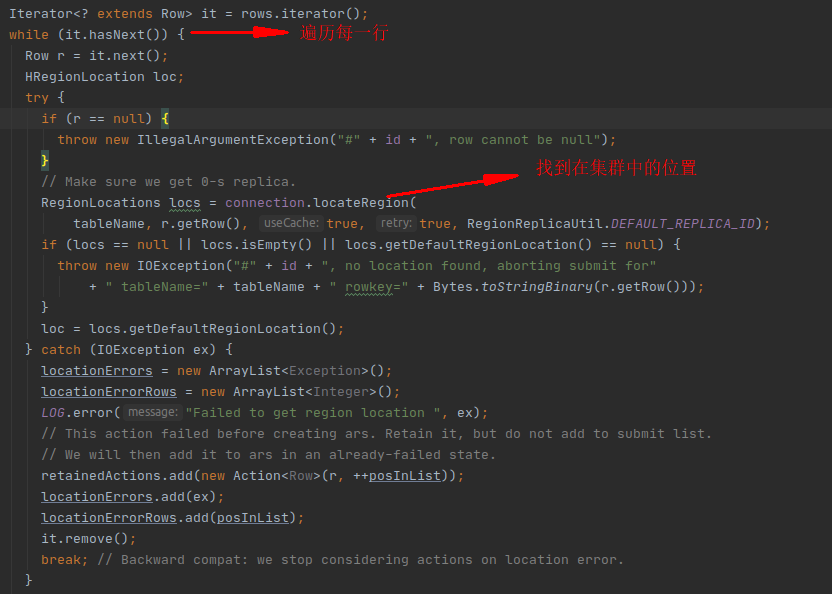 Iterator<? extends Row> it = rows.iterator();
while (it.hasNext()) { 遍历每一行
Row r = it.next();
HRegionLocation loc;
try {
if (r == null) {
throw new IllegalArgumentException("#" + id + ", row cannot be null");
}
找到在集群中的位置
// Make sure we get 0-s replica.
RegionLocations locs = connection.locateRegion(
tableName, r.getRow(), useCache: true, retry: true, RegionReplicaUtil.DEFAULT_REPLICA_ID);
if (locs == null || locs.isEmpty() || locs.getDefaultRegionLocation() == null) {
throw new IOException("#" + id + ", no location found, aborting submit for"
+ " tableName=" + tableName + " rowkey=" + Bytes.toStringBinary(r.getRow()));
}
loc = locs.getDefaultRegionLocation();
} catch (IOException ex) {
locationErrors = new ArrayList<Exception>();
locationErrorRows = new ArrayList<Integer>();
LOG.error( message: "Failed to get region location ", ex);
// This action failed before creating ars. Retain it, but do not add to submit list.
// We will then add it to ars in an already-failed state.
retainedActions.add(new Action<Row>(r, ++posInList));
locationErrors.add(ex);
locationErrorRows.add(posInList);
it.remove();
break; // Backward compat: we stop considering actions on location error.
}